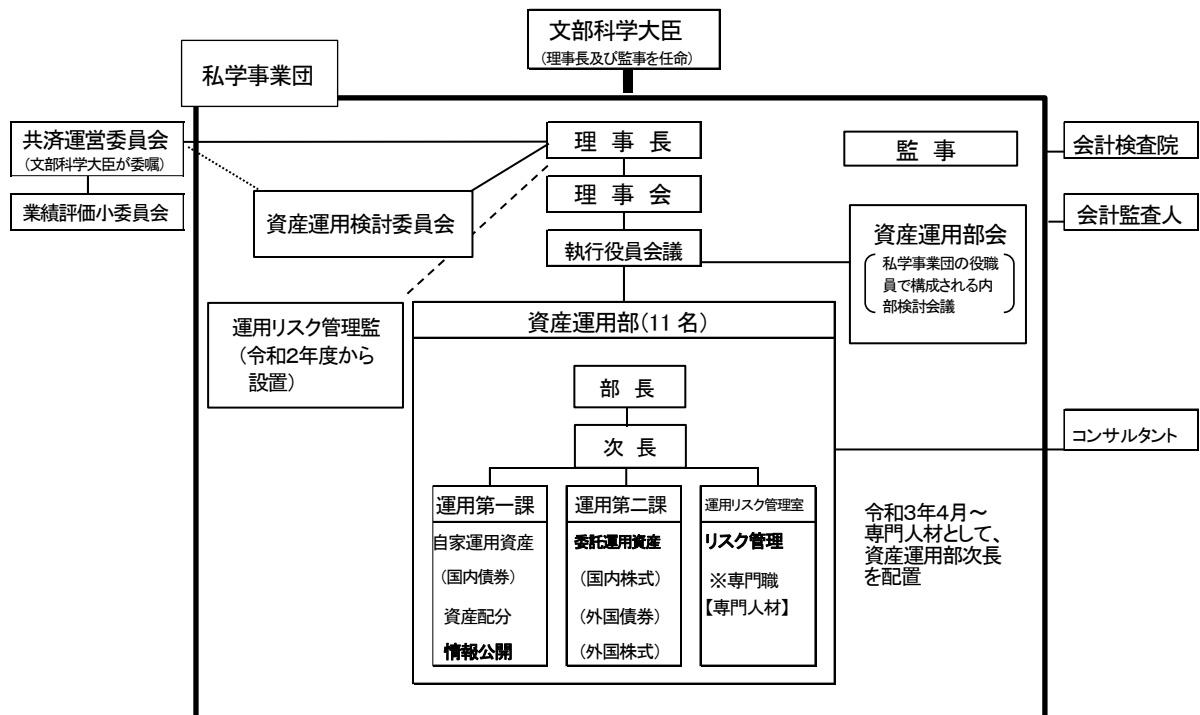 文部科学大臣
(理事長及び監事を任命)
私学事業団
共済運営委員会
(文部科学大臣が委嘱)
業績評価小委員会
理 事 長
監 事
会計検査院
理 事 会
資産運用検討委員会
会計監査人
執行役員会議
資産運用部会
私学事業団の役職
員で構成される内
部検討会議
運用リスク管理監
(令和2年度から
設置)
資産運用部(11 名)
部 長
次 長
コンサルタント
運用第一課
自家運用資産
(国内債券)
資産配分
情報公開
運用第二課
委託運用資産
(国内株式)
(外国債券)
(外国株式)
運用リスク管理室
リスク管理
※専門職
【専門人材】
令和3年4月~
専門人材として、
資産運用部次長
を配置